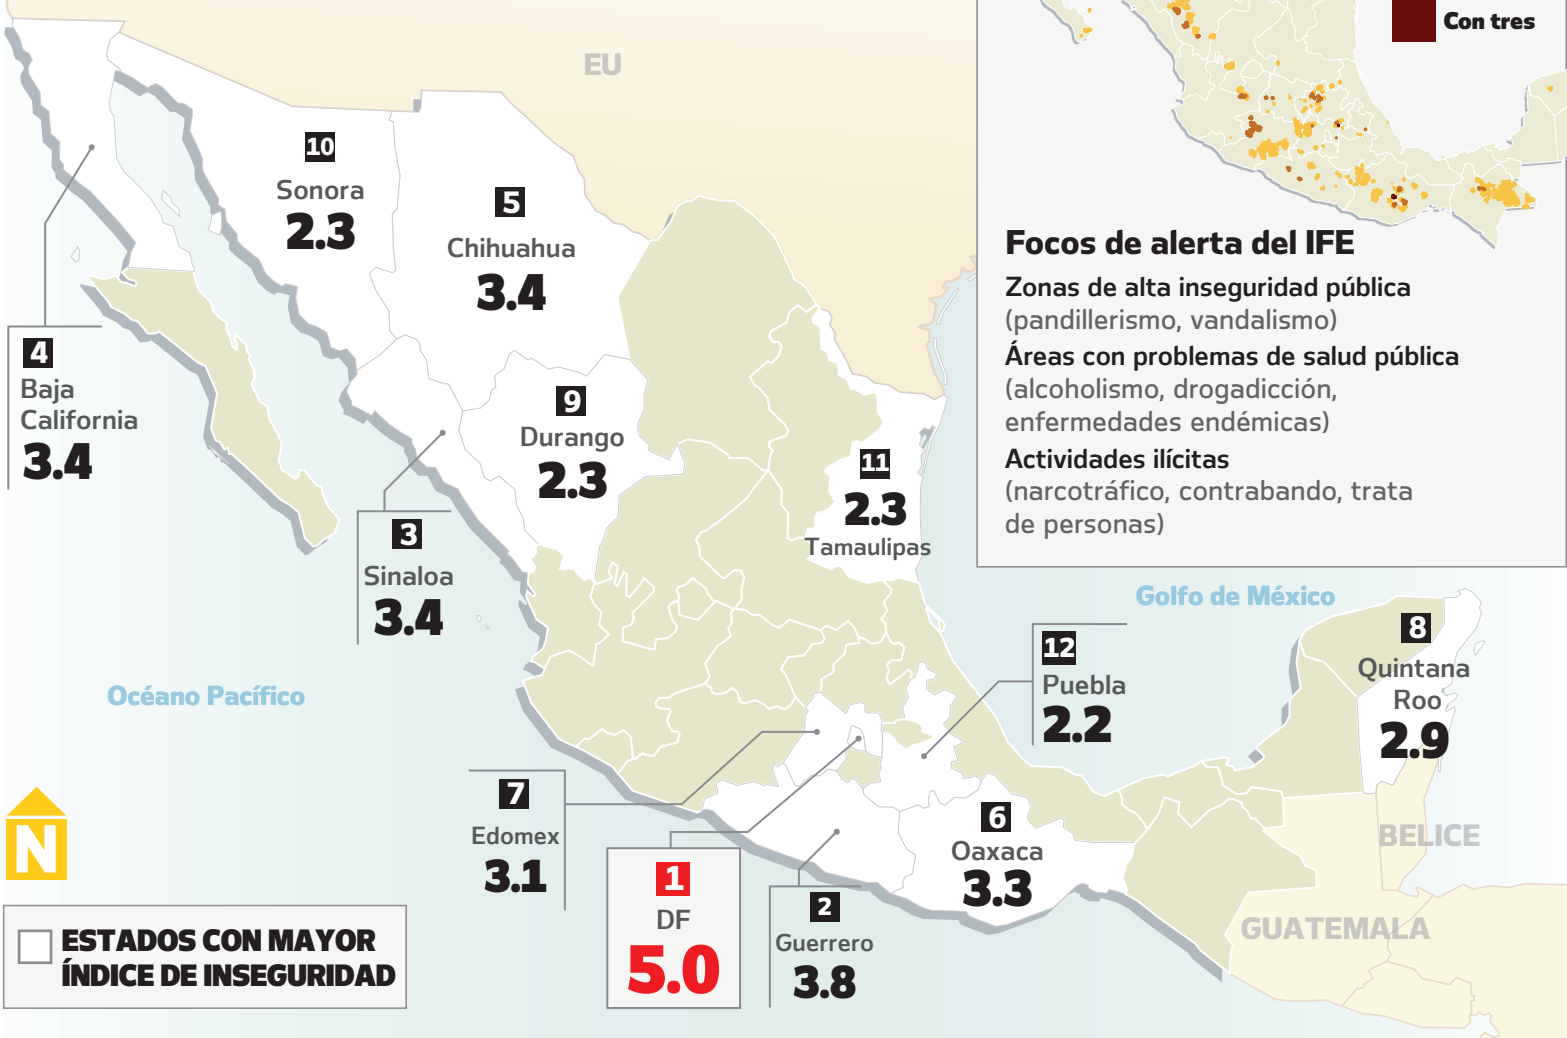 EU
10
Sonora
2.3
5
Chihuahua
3.4
4
Baja
California
3.4
9
Durango
2.3
3
Sinaloa
3.4
11
2.3
Tamaulipas
Con tres
Focos de alerta del IFE
Zonas de alta inseguridad pública
(pandillerismo, vandalismo)
Áreas con problemas de salud pública
(alcoholismo, drogadicción,
enfermedades endémicas)
Actividades ilícitas
(narcotráfico, contrabando, trata
de personas)
Golfo de México
Océano Pacífico
12
Puebla
2.2
8
Quintana
Roo
2.9
7
Edomex
3.1
1
DF
5.0
2
Guerrero
3.8
6
Oaxaca
3.3
BELICE
GUATEMALA
N
ESTADOS CON MAYOR
ÍNDICE DE INSEGURIDAD